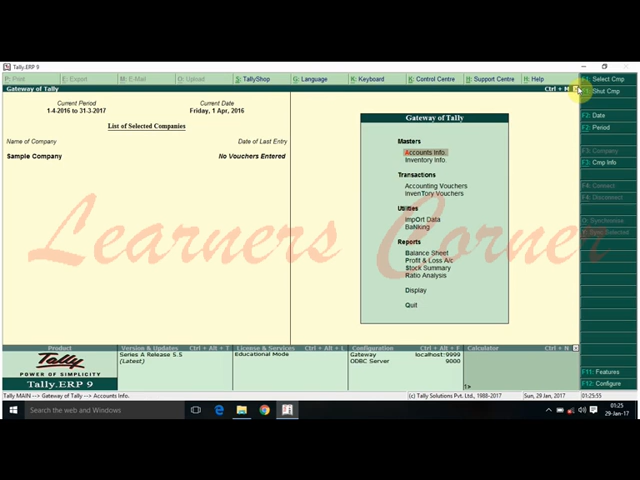 Tally.ERP 9
P: Print E: Export M: E-Mail O: Upload S: TallyShop G: Language K: Keyboard K: Control Centre H: Support Centre H: Help
F1: Select Cmp
Gateway of Tally Ctrl + M
F1: Shut Cmp
Current Period Current Date
1-4-2016 to 31-3-2017 Friday, 1 Apr, 2016
List of Selected Companies
Name of Company Date of Last Entry
Sample Company No Vouchers Entered
Gateway of Tally
Masters
Accounts Info.
Inventory Info.
Transactions
Accounting Vouchers
InvenTory Vouchers
Utilities
impOrt Data
BaNking
Reports
Balance Sheet
Profit & Loss A/c
Stock Summary
Ratio Analysis
Display
Quit
F2: Date
F2: Period
F3: Company
F3: Cmp Info
F4: Connect
F4: Disconnect
Synchronise
Sync Selected
F11: Features
F12: Configure
Learners Corner
Product Version & Updates Ctrl + Alt + T License & Services Ctrl + Alt + L Configuration Ctrl + Alt + F Calculator Ctrl + N
Tally
POWER OF SIMPLICITY
Tally.ERP 9
Series A Release 5.5
(Latest)
Educational Mode
Gateway localhost:9999
ODBC Server 9000
1>
Tally MAIN --> Gateway of Tally --> Accounts Info. (c) Tally Solutions Pvt. Ltd., 1988-2017 Sun, 29 Jan, 2017 01:25:55
Search the web and Windows
01:25
29-Jan-17